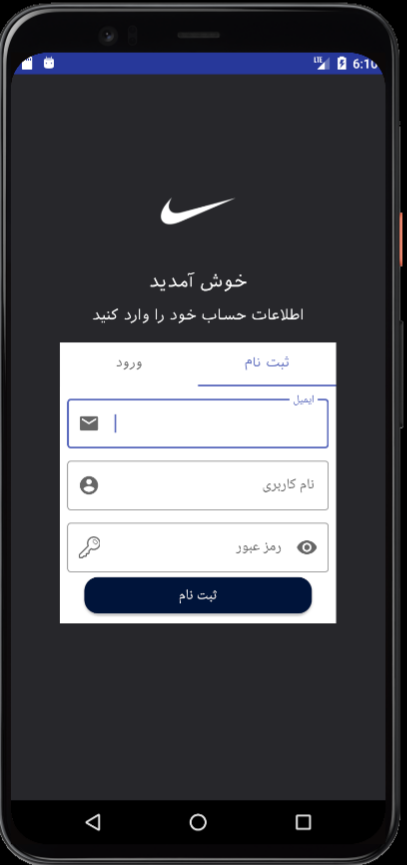 LTE 6:10
خوش آمدید
اطلاعات حساب خود را وارد کنید
ثبت نام ورود
ایمیل
نام کاربری
رمز عبور
ثبت نام